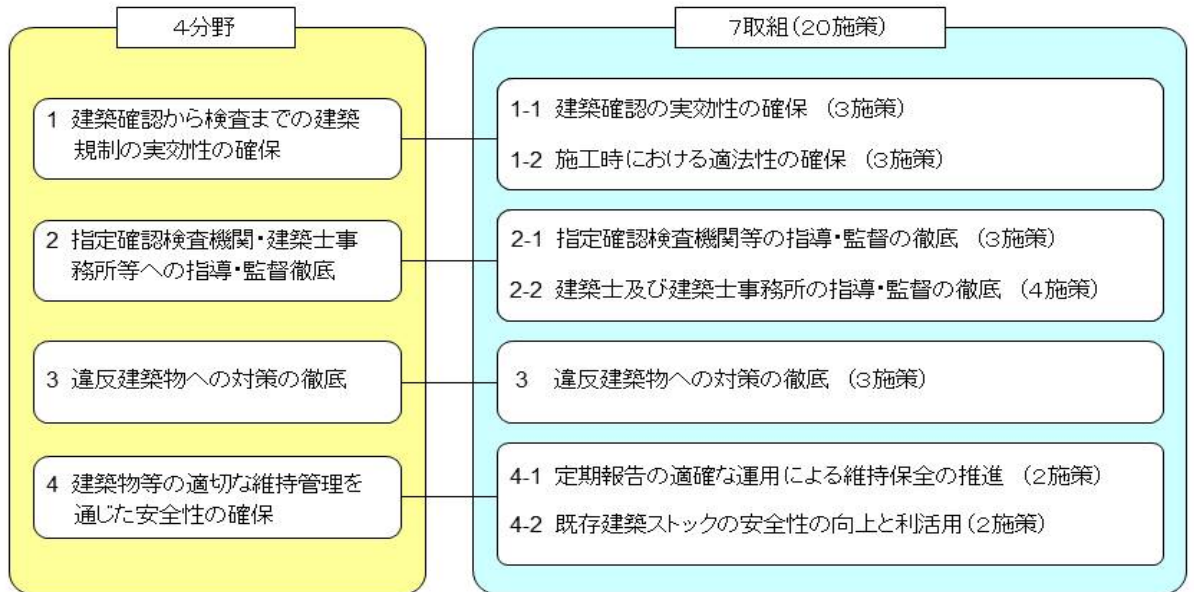 4分野
7取組(20施策)
1 建築確認から検査までの建築
規制の実効性の確保
1-1 建築確認の実効性の確保 (3施策)
1-2 施工時における適法性の確保 (3施策)
2 指定確認検査機関・建築士事
務所等への指導・監督徹底
2-1 指定確認検査機関等の指導・監督の徹底 (3施策)
2-2 建築士及び建築士事務所の指導・監督の徹底 (4施策)
3 違反建築物への対策の徹底
3 違反建築物への対策の徹底 (3施策)
4 建築物等の適切な維持管理を
通じた安全性の確保
4-1 定期報告の適確な運用による維持保全の推進 (2施策)
4-2 既存建築ストックの安全性の向上と利活用(2施策)